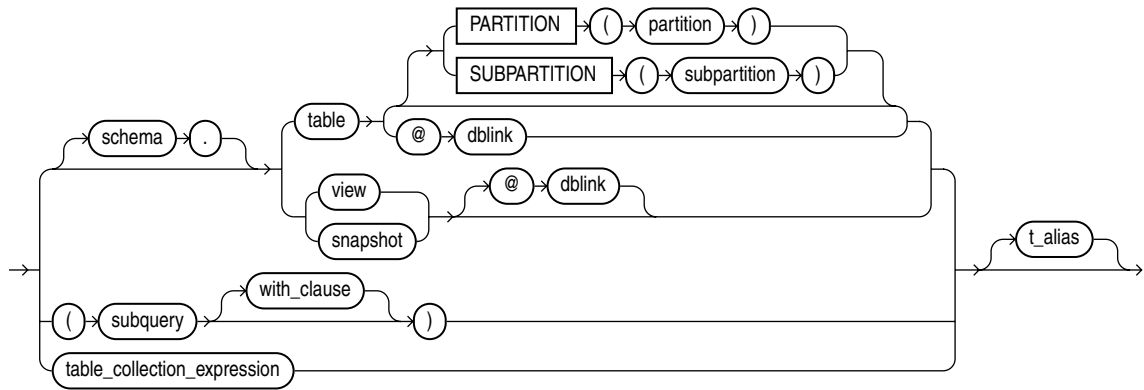 PARTITION ( partition )
SUBPARTITION ( subpartition )
table
@ dblink
schema .
view @ dblink
snapshot
t_alias
with_clause
( subquery )
table_collection_expression